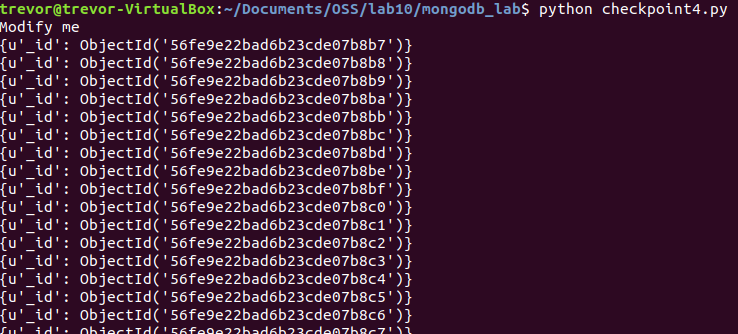 trevor@trevor-VirtualBox:~/Documents/OSS/lab10/mongodb_lab$ python checkpoint4.py
Modify me
{u'_id': ObjectId('56fe9e22bad6b23cde07b8b7')}
{u'_id': ObjectId('56fe9e22bad6b23cde07b8b8')}
{u'_id': ObjectId('56fe9e22bad6b23cde07b8b9')}
{u'_id': ObjectId('56fe9e22bad6b23cde07b8ba')}
{u'_id': ObjectId('56fe9e22bad6b23cde07b8bb')}
{u'_id': ObjectId('56fe9e22bad6b23cde07b8bc')}
{u'_id': ObjectId('56fe9e22bad6b23cde07b8bd')}
{u'_id': ObjectId('56fe9e22bad6b23cde07b8be')}
{u'_id': ObjectId('56fe9e22bad6b23cde07b8bf')}
{u'_id': ObjectId('56fe9e22bad6b23cde07b8c0')}
{u'_id': ObjectId('56fe9e22bad6b23cde07b8c1')}
{u'_id': ObjectId('56fe9e22bad6b23cde07b8c2')}
{u'_id': ObjectId('56fe9e22bad6b23cde07b8c3')}
{u'_id': ObjectId('56fe9e22bad6b23cde07b8c4')}
{u'_id': ObjectId('56fe9e22bad6b23cde07b8c5')}
{u'_id': ObjectId('56fe9e22bad6b23cde07b8c6')}
{u'_id': ObjectId('56fe9e22bad6b23cde07b8c7')}